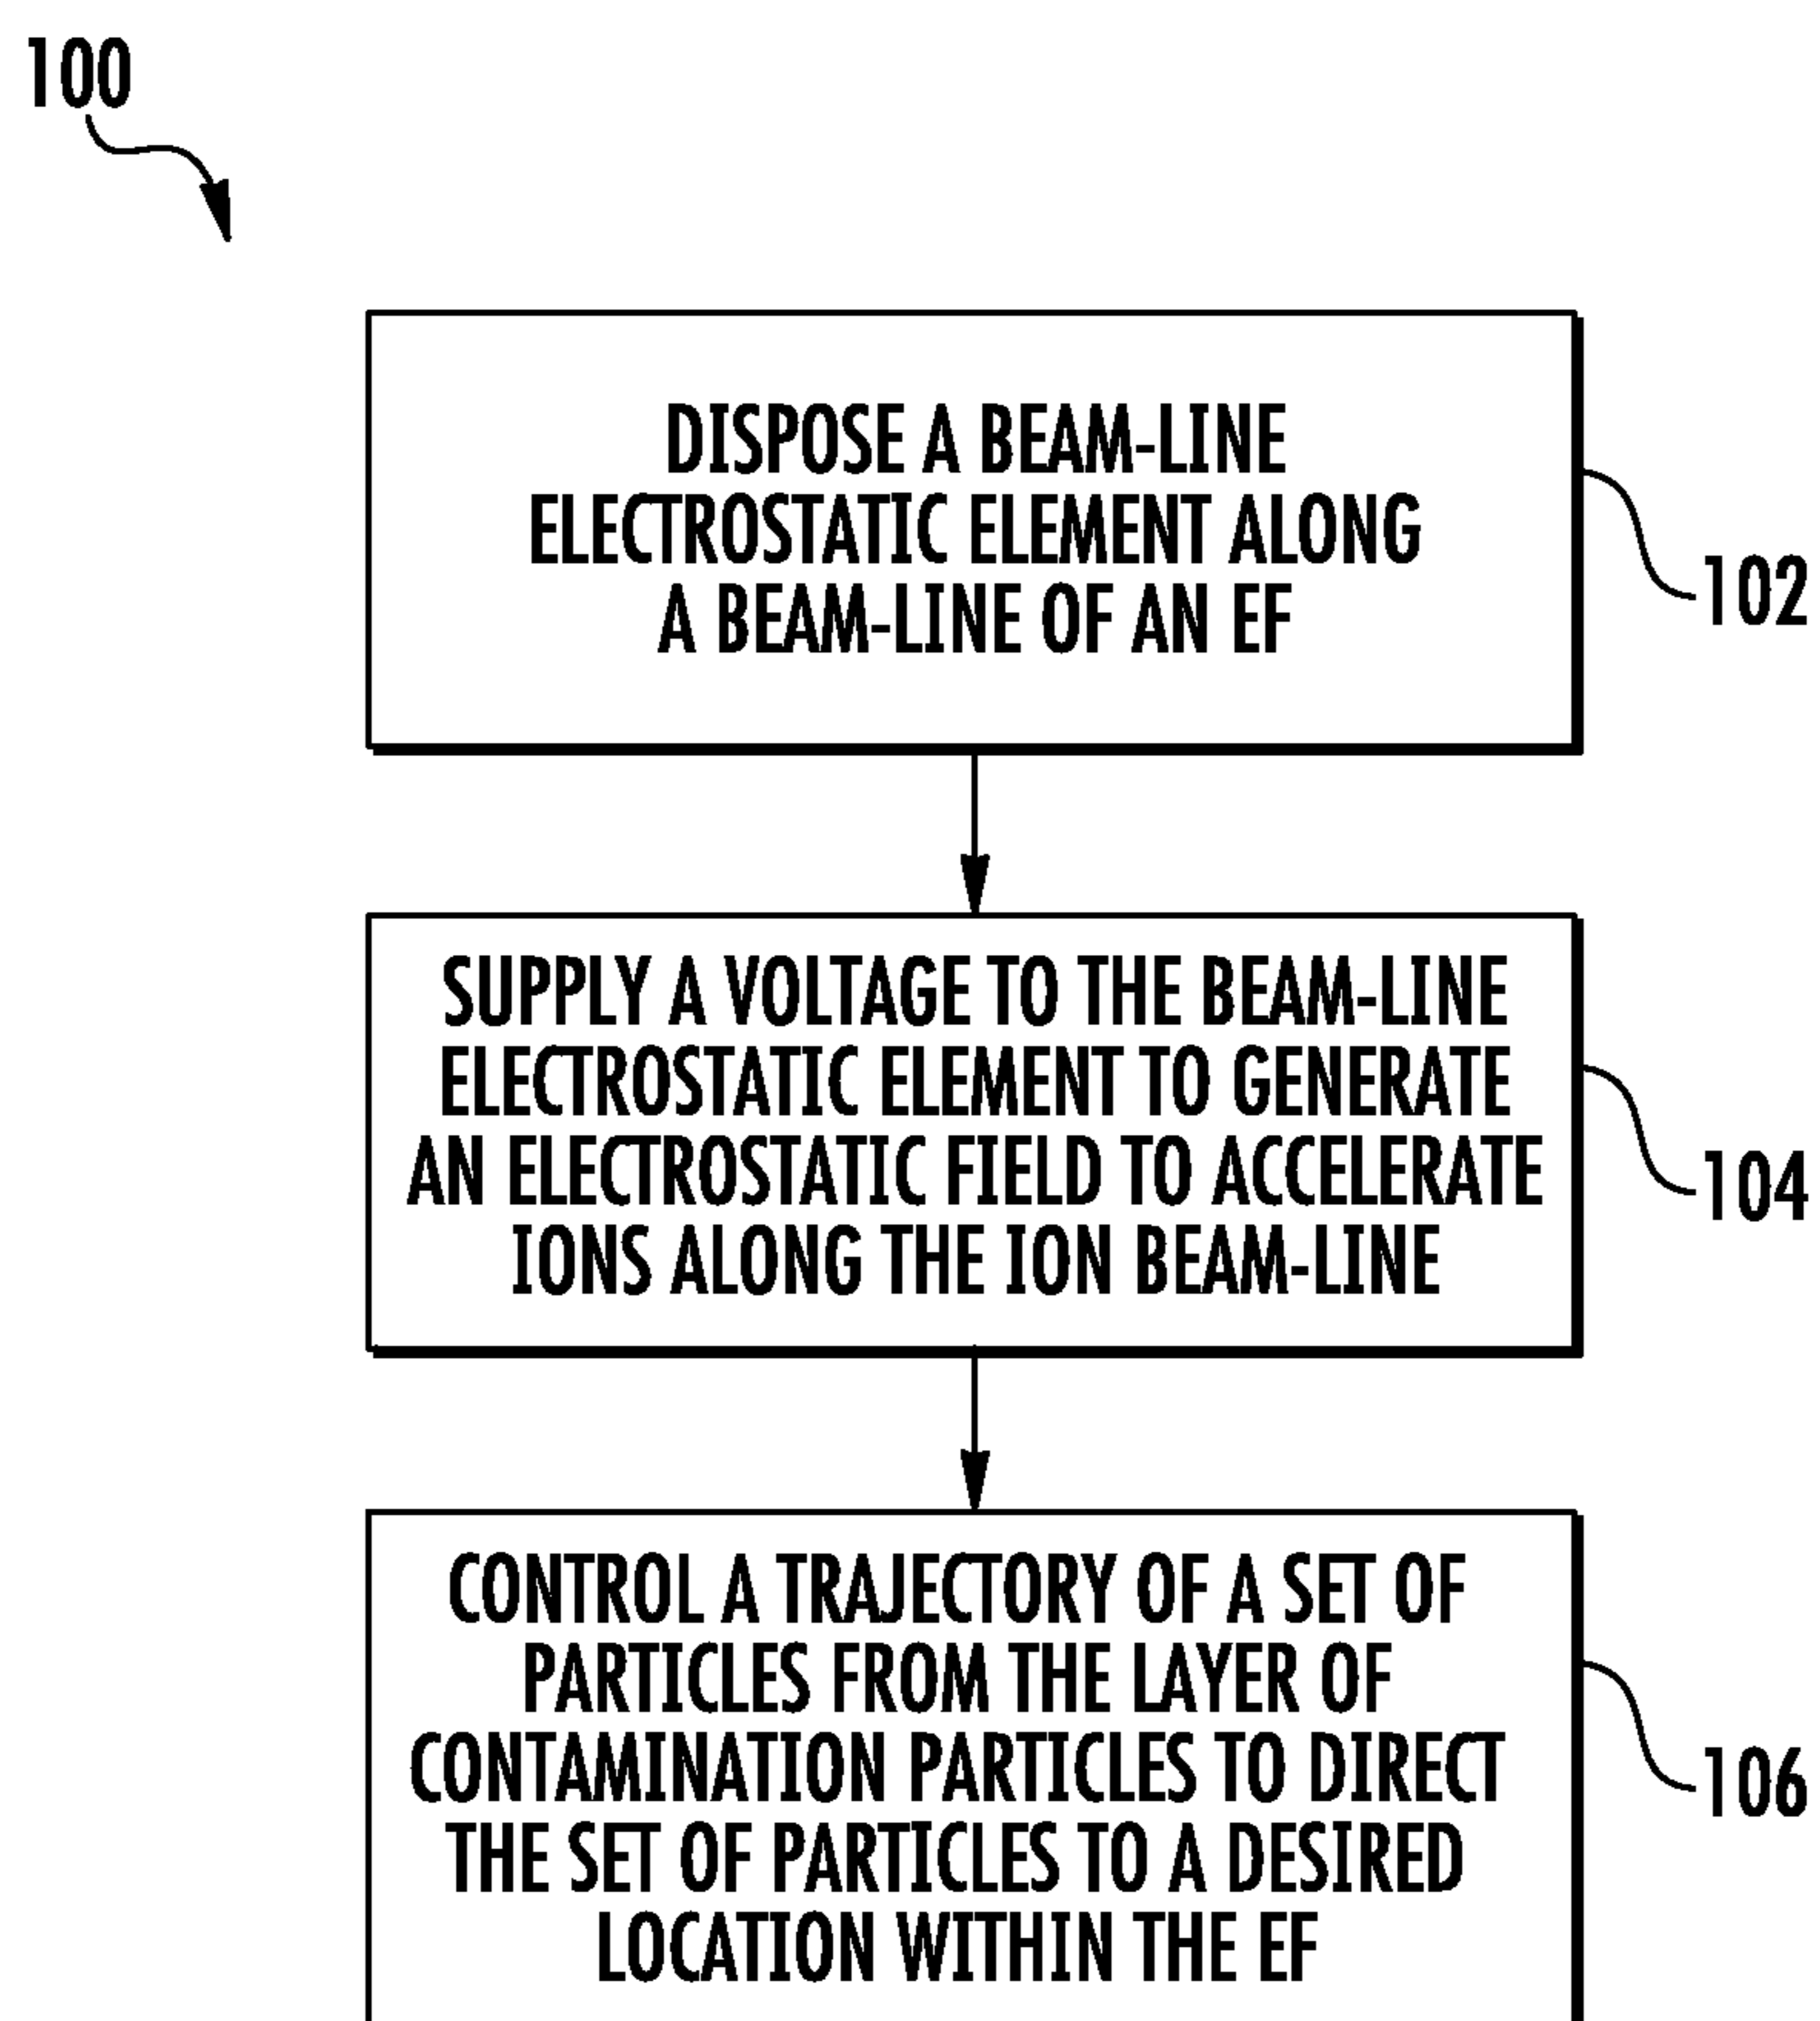 100
DISPOSE A BEAM-LINE
ELECTROSTATIC ELEMENT ALONG
A BEAM-LINE OF AN EF
102
SUPPLY A VOLTAGE TO THE BEAM-LINE
ELECTROSTATIC ELEMENT TO GENERATE
AN ELECTROSTATIC FIELD TO ACCELERATE
IONS ALONG THE ION BEAM-LINE
104
CONTROL A TRAJECTORY OF A SET OF
PARTICLES FROM THE LAYER OF
CONTAMINATION PARTICLES TO DIRECT
THE SET OF PARTICLES TO A DESIRED
LOCATION WITHIN THE EF
106